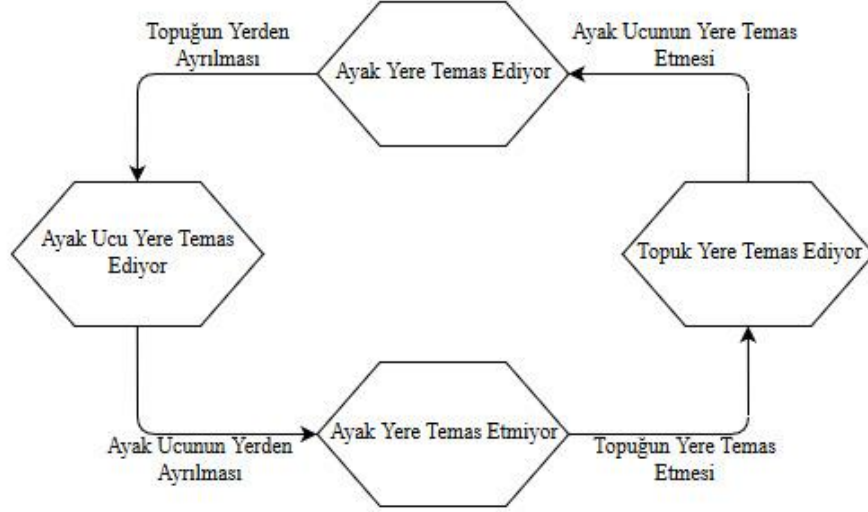 Topuğun Yerden
Ayrılması
Ayak Yere Temas Ediyor
Ayak Ucunun Yere Temas
Etmesi
Ayak Ucu Yere Temas
Ediyor
Topuk Yere Temas Ediyor
Ayak Ucunun Yerden
Ayrılması
Ayak Yere Temas Etmiyor
Topuğun Yere Temas
Etmesi